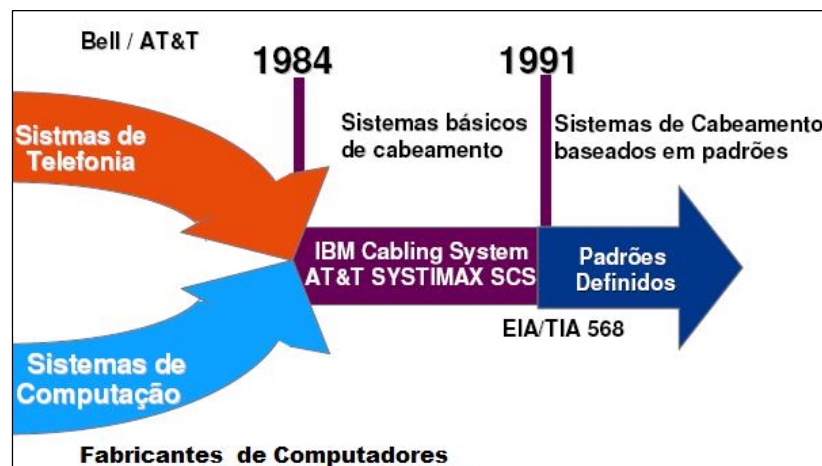 Bell / AT&T
1984
1991
Sistmas de
Telefonia
Sistemas básicos
de cabeamento
Sistemas de Cabeamento
baseados em padrões
IBM Cabling System
AT&T SYSTIMAX SCS
Padrões
Definidos
EIA/TIA 568
Sistemas de
Computação
Fabricantes de Computadores